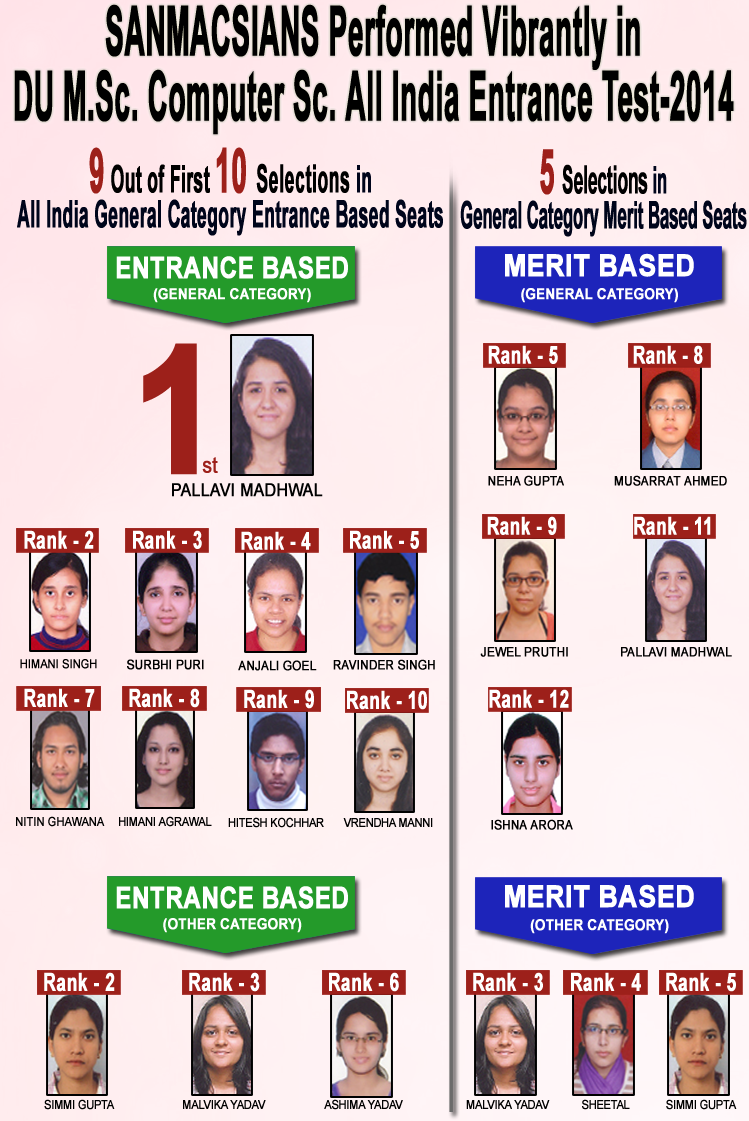 SANMACSIANS Performed Vibrantly in
DU M.Sc. Computer Sc. All India Entrance Test-2014
9 Out of First 10 Selections in
All India General Category Entrance Based Seats
ENTRANCE BASED
(GENERAL CATEGORY)
1st
PALLAVI MADHWAL
Rank - 2
HIMANI SINGH
Rank - 3
SURBHI PURI
Rank - 4
ANJALI GOEL
Rank - 5
RAVINDER SINGH
Rank - 7
NITIN GHAWANA
Rank - 8
HIMANI AGRAWAL
Rank - 9
HITESH KOCHHAR
Rank - 10
VRENDHA MANNI
ENTRANCE BASED
(OTHER CATEGORY)
Rank - 2
SIMMI GUPTA
Rank - 3
MALVIKA YADAV
Rank - 6
ASHIMA YADAV
5 Selections in
General Category Merit Based Seats
MERIT BASED
(GENERAL CATEGORY)
Rank - 5
NEHA GUPTA
Rank - 8
MUSARRAT AHMED
Rank - 9
JEWEL PRUTHI
Rank - 11
PALLAVI MADHWAL
Rank - 12
ISHNA ARORA
MERIT BASED
(OTHER CATEGORY)
Rank - 3
MALVIKA YADAV
Rank - 4
SHEETAL
Rank - 5
SIMMI GUPTA